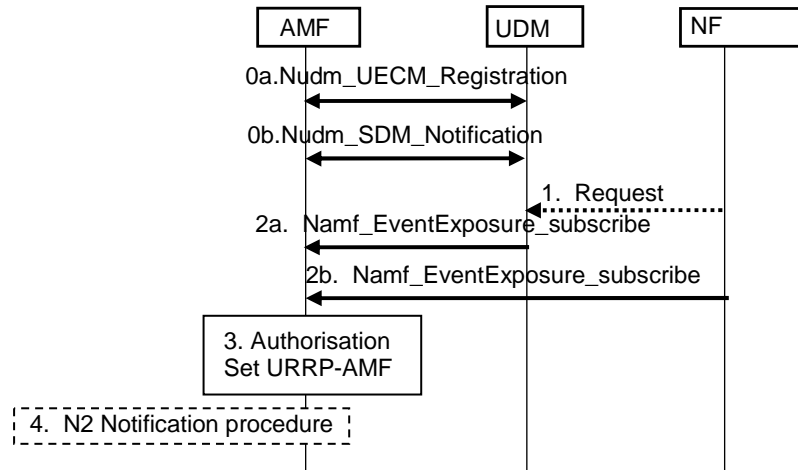 AMF
UDM
NF
0a.Nudm_UECM_Registration
0b.Nudm_SDM_Notification
1. Request
2a. Namf_EventExposure_subscribe
2b. Namf_EventExposure_subscribe
3. Authorisation
Set URRP-AMF
4. N2 Notification procedure